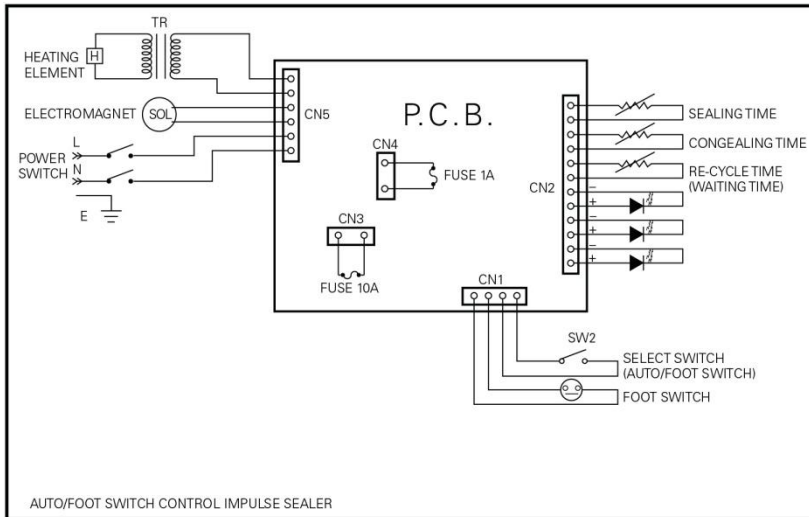 TR
HEATING
ELEMENT
H
ELECTROMAGNET
SOL
CN5
L
POWER
SWITCH
N
E
P.C.B.
CN4
FUSE 1A
CN3
FUSE 10A
CN2
SEALING TIME
CONGEALING TIME
RE-CYCLE TIME
(WAITING TIME)
−
+
−
+
−
+
CN1
SW2
SELECT SWITCH
(AUTO/FOOT SWITCH)
FOOT SWITCH
AUTO/FOOT SWITCH CONTROL IMPULSE SEALER